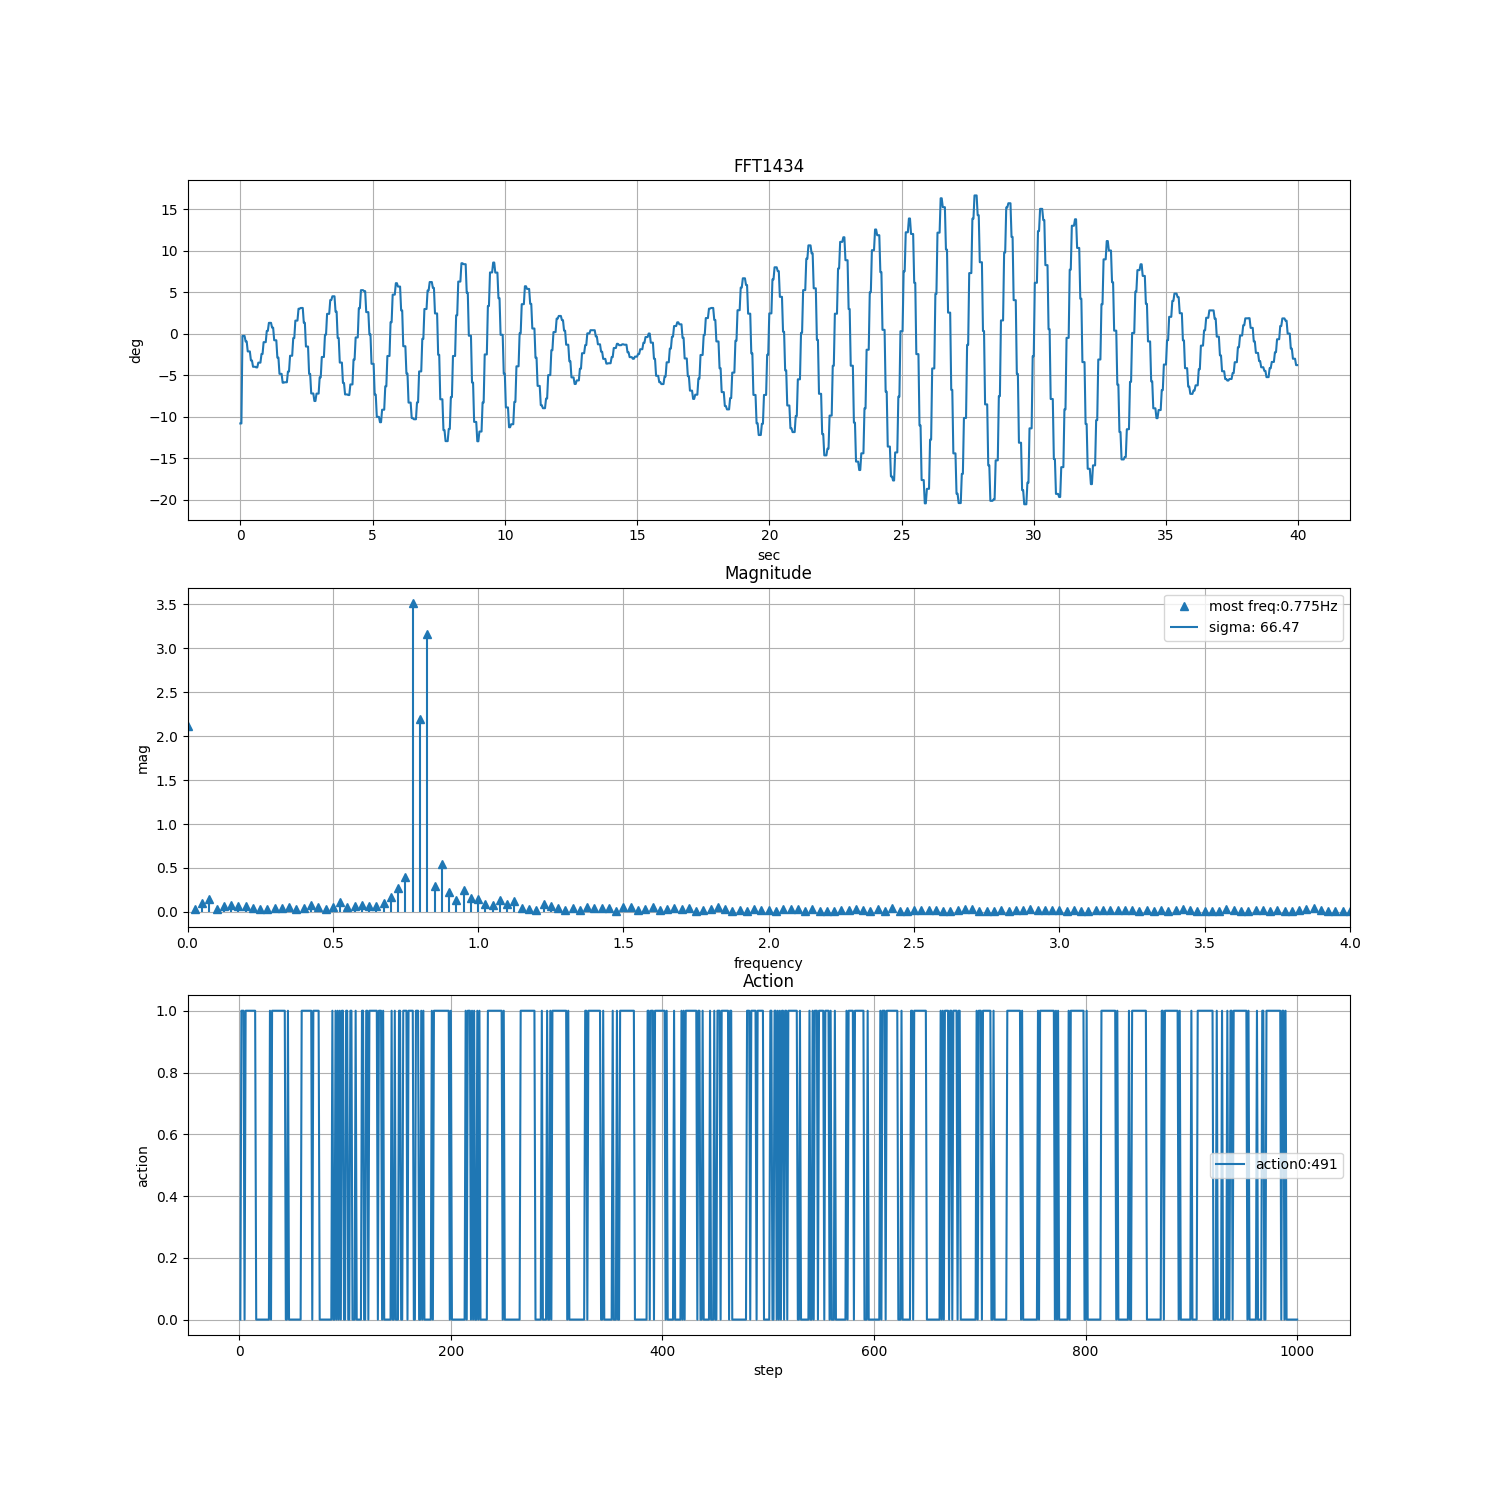 FFT1434
15
10
5
0
−5
−10
−15
−20
deg
0 5 10 15 20 25 30 35 40
sec
Magnitude
3.5
3.0
2.5
2.0
1.5
1.0
0.5
0.0
mag
most freq:0.775Hz
sigma: 66.47
0.0 0.5 1.0 1.5 2.0 2.5 3.0 3.5 4.0
frequency
Action
1.0
0.8
0.6
0.4
0.2
0.0
action
action0:491
0 200 400 600 800 1000
step